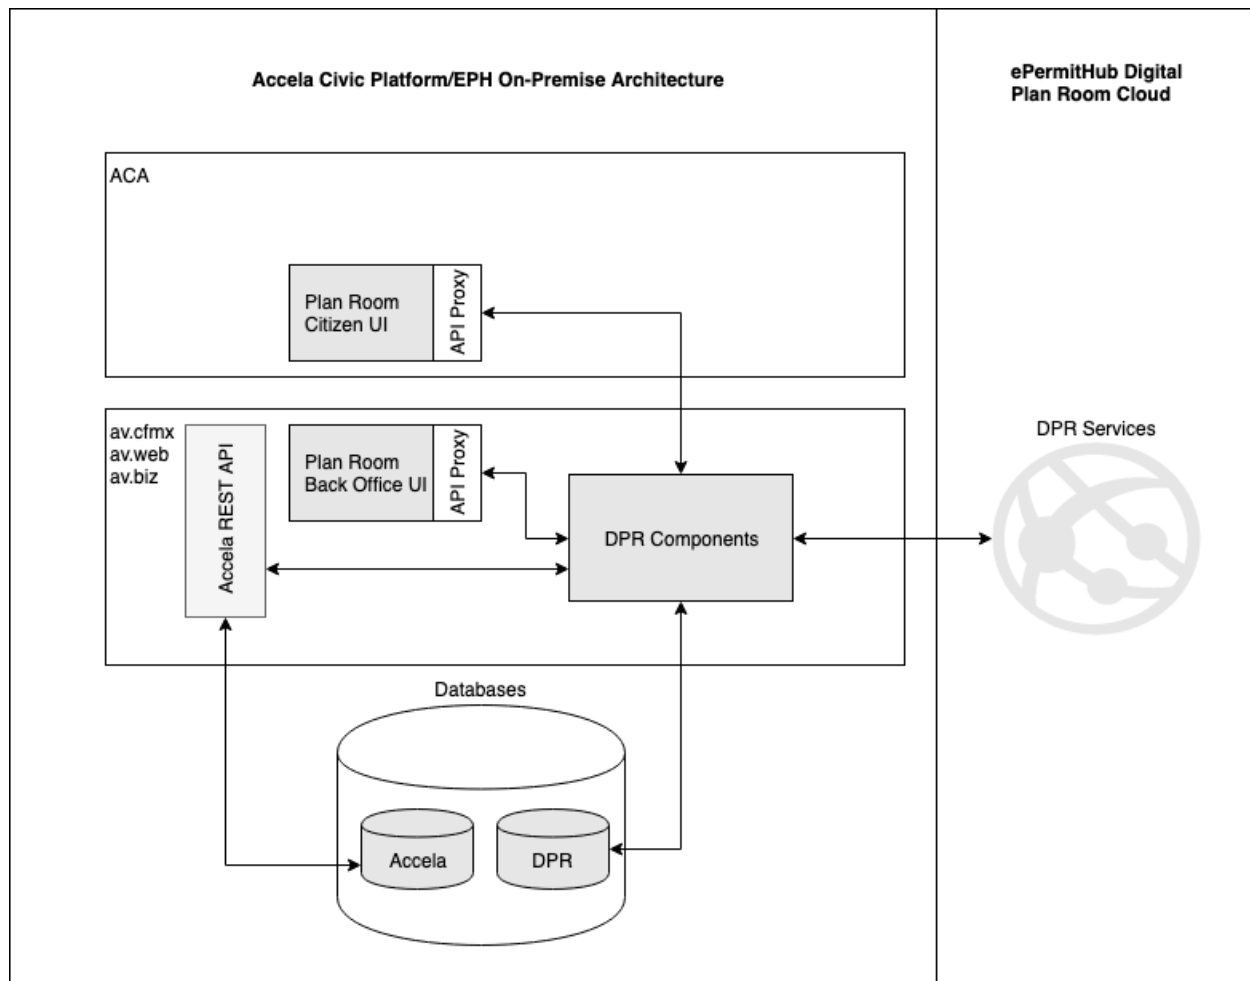 Accela Civic Platform/EPH On-Premise Architecture
ePermitHub Digital
Plan Room Cloud
ACA
Plan Room
Citizen UI
API Proxy
av.cfmx
av.web
av.biz
Accela REST API
Plan Room
Back Office UI
API Proxy
DPR Components
DPR Services
Databases
Accela
DPR